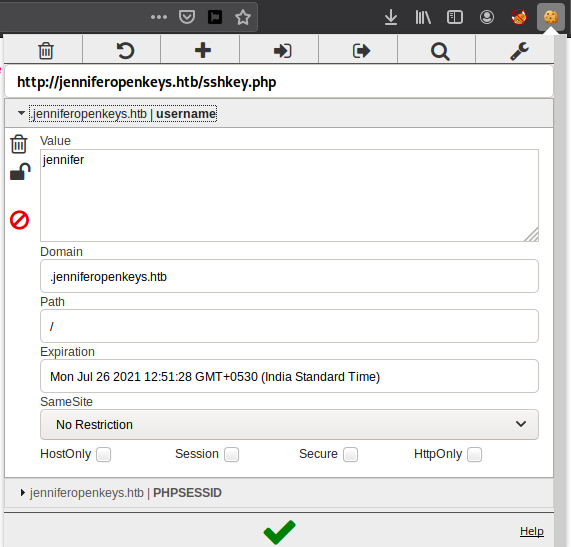 http://jenniferopenkeys.htb/sshkey.php
.jenniferopenkeys.htb | username
Value
jennifer
Domain
.jenniferopenkeys.htb
Path
/
Expiration
Mon Jul 26 2021 12:51:28 GMT+0530 (India Standard Time)
SameSite
No Restriction
HostOnly Session Secure HttpOnly
jenniferopenkeys.htb | PHPSESSID
Help